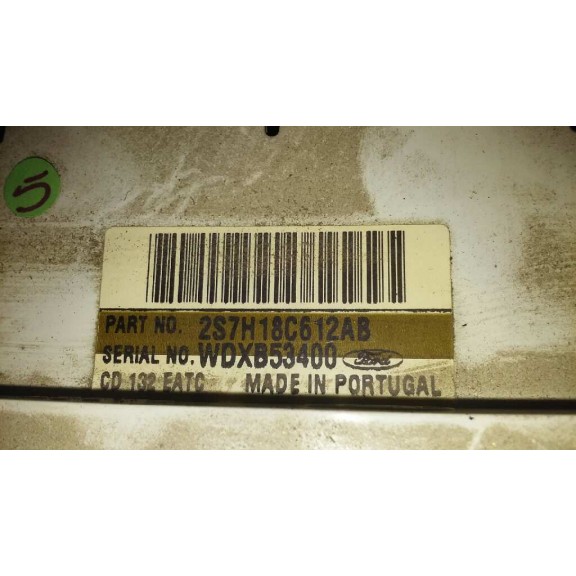 5
PART NO. 2S7H18C612AB
SERIAL NO. WDXB53400 Ford
CD 132 EATC MADE IN PORTUGAL